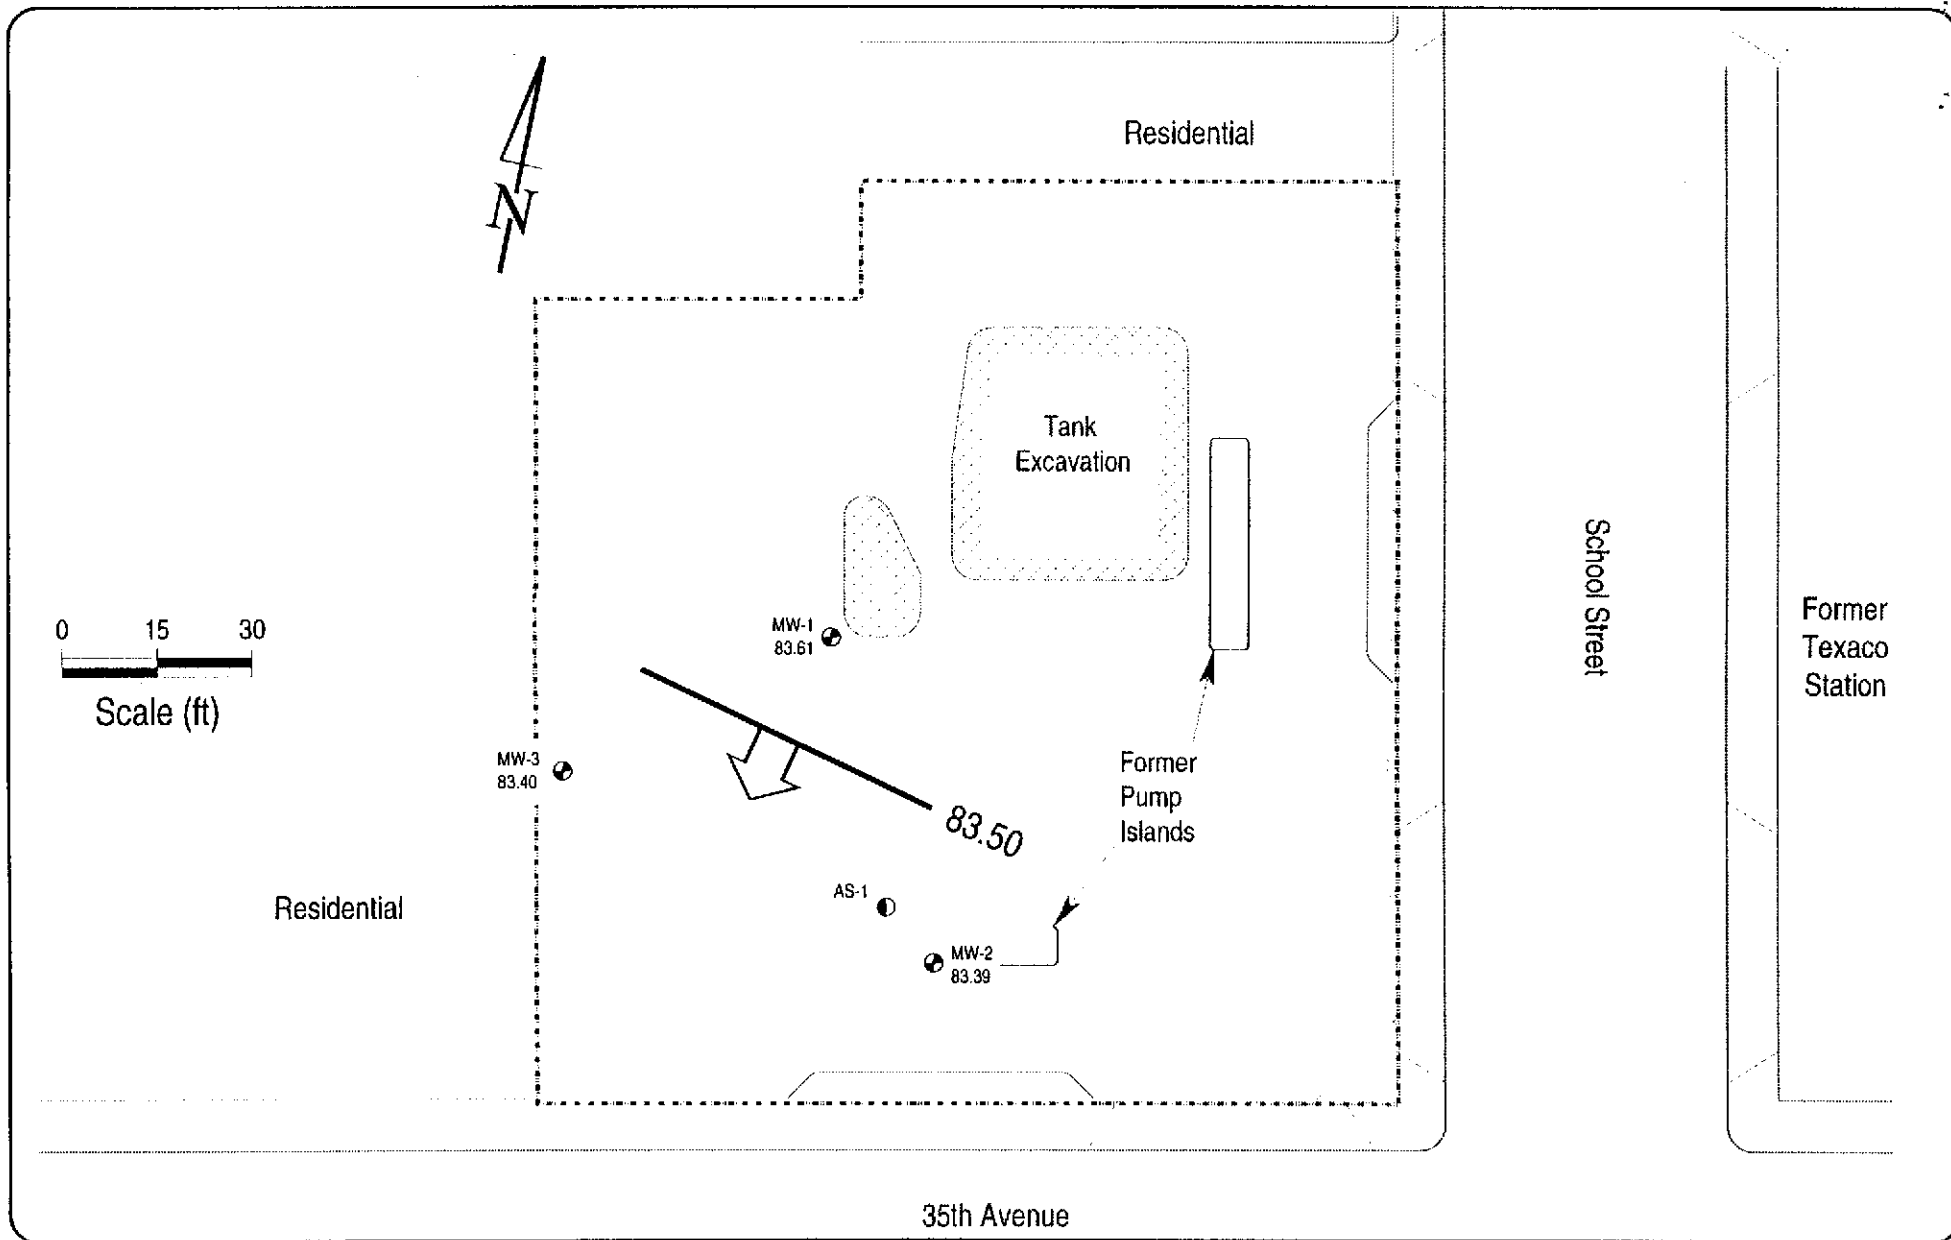 Residential
N
Tank
Excavation
School Street
0 15 30
Scale (ft)
MW-1
83.61
Former
Texaco
Station
MW-3
83.40
Former
Pump
Islands
83.50
AS-1
Residential
MW-2
83.39
35th Avenue